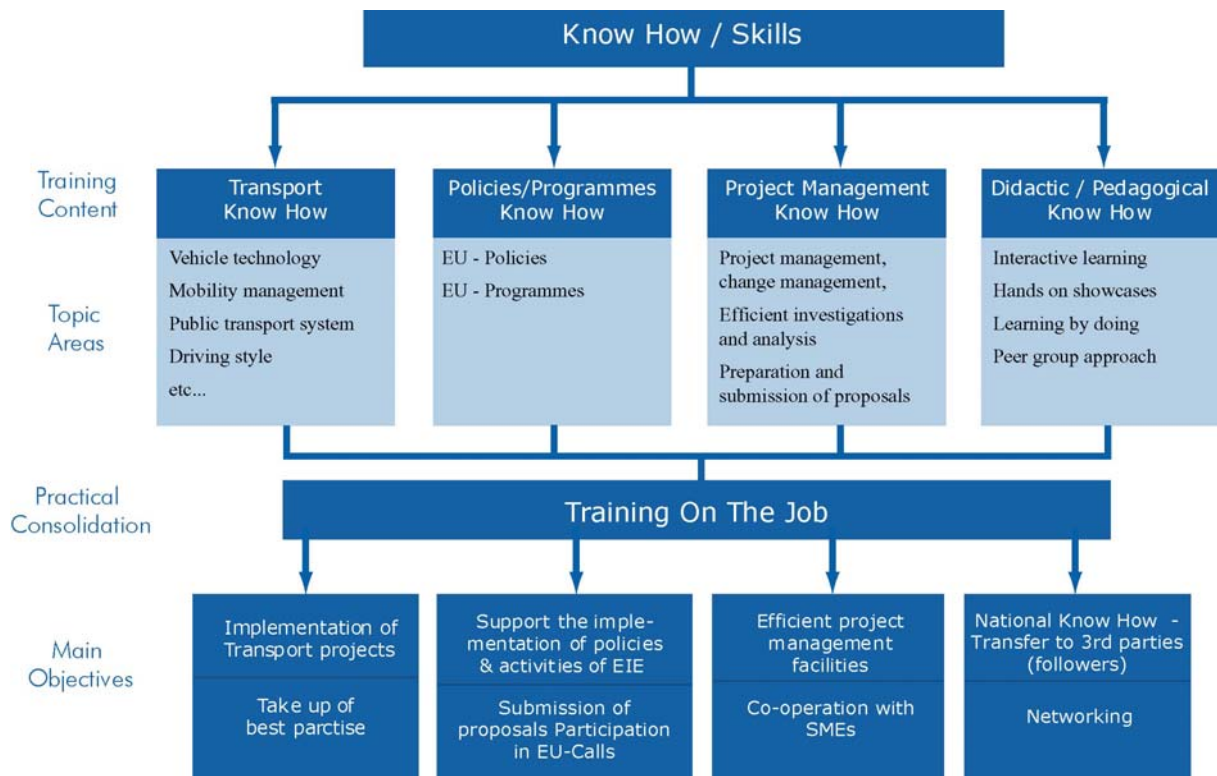 Know How / Skills
Training
Content
Transport
Know How
Policies/Programmes
Know How
Project Management
Know How
Didactic / Pedagogical
Know How
Topic
Areas
Vehicle technology
Mobility management
Public transport system
Driving style
etc...
EU - Policies
EU - Programmes
Project management,
change management,
Efficient investigations
and analysis
Preparation and
submission of proposals
Interactive learning
Hands on showcases
Learning by doing
Peer group approach
Practical
Consolidation
Training On The Job
Main
Objectives
Implementation of
Transport projects
Take up of
best parctise
Support the imple-
mentation of policies
& activities of EIE
Submission of
proposals Participation
in EU-Calls
Efficient project
management
facilities
Co-operation with
SMEs
National Know How -
Transfer to 3rd parties
(followers)
Networking